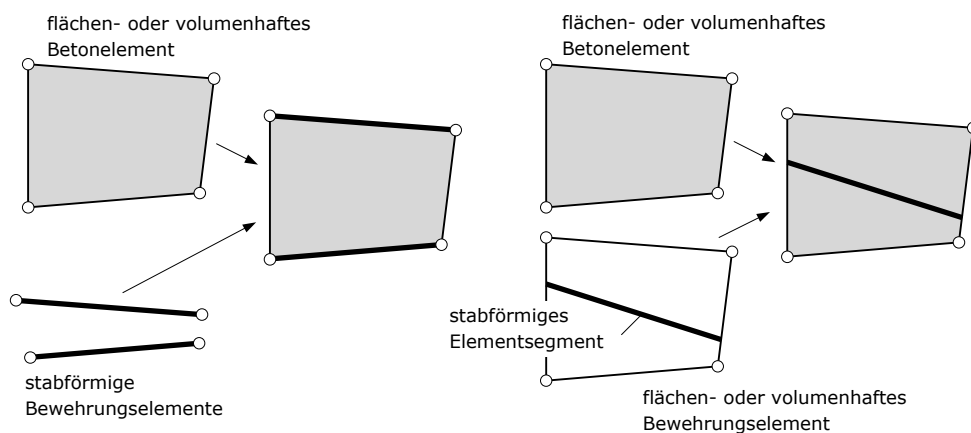 flächen- oder volumenhaftes
Betonelement
stabförmige
Bewehrungselemente
flächen- oder volumenhaftes
Betonelement
stabförmiges
Elementsegment
flächen- oder volumenhaftes
Bewehrungselement